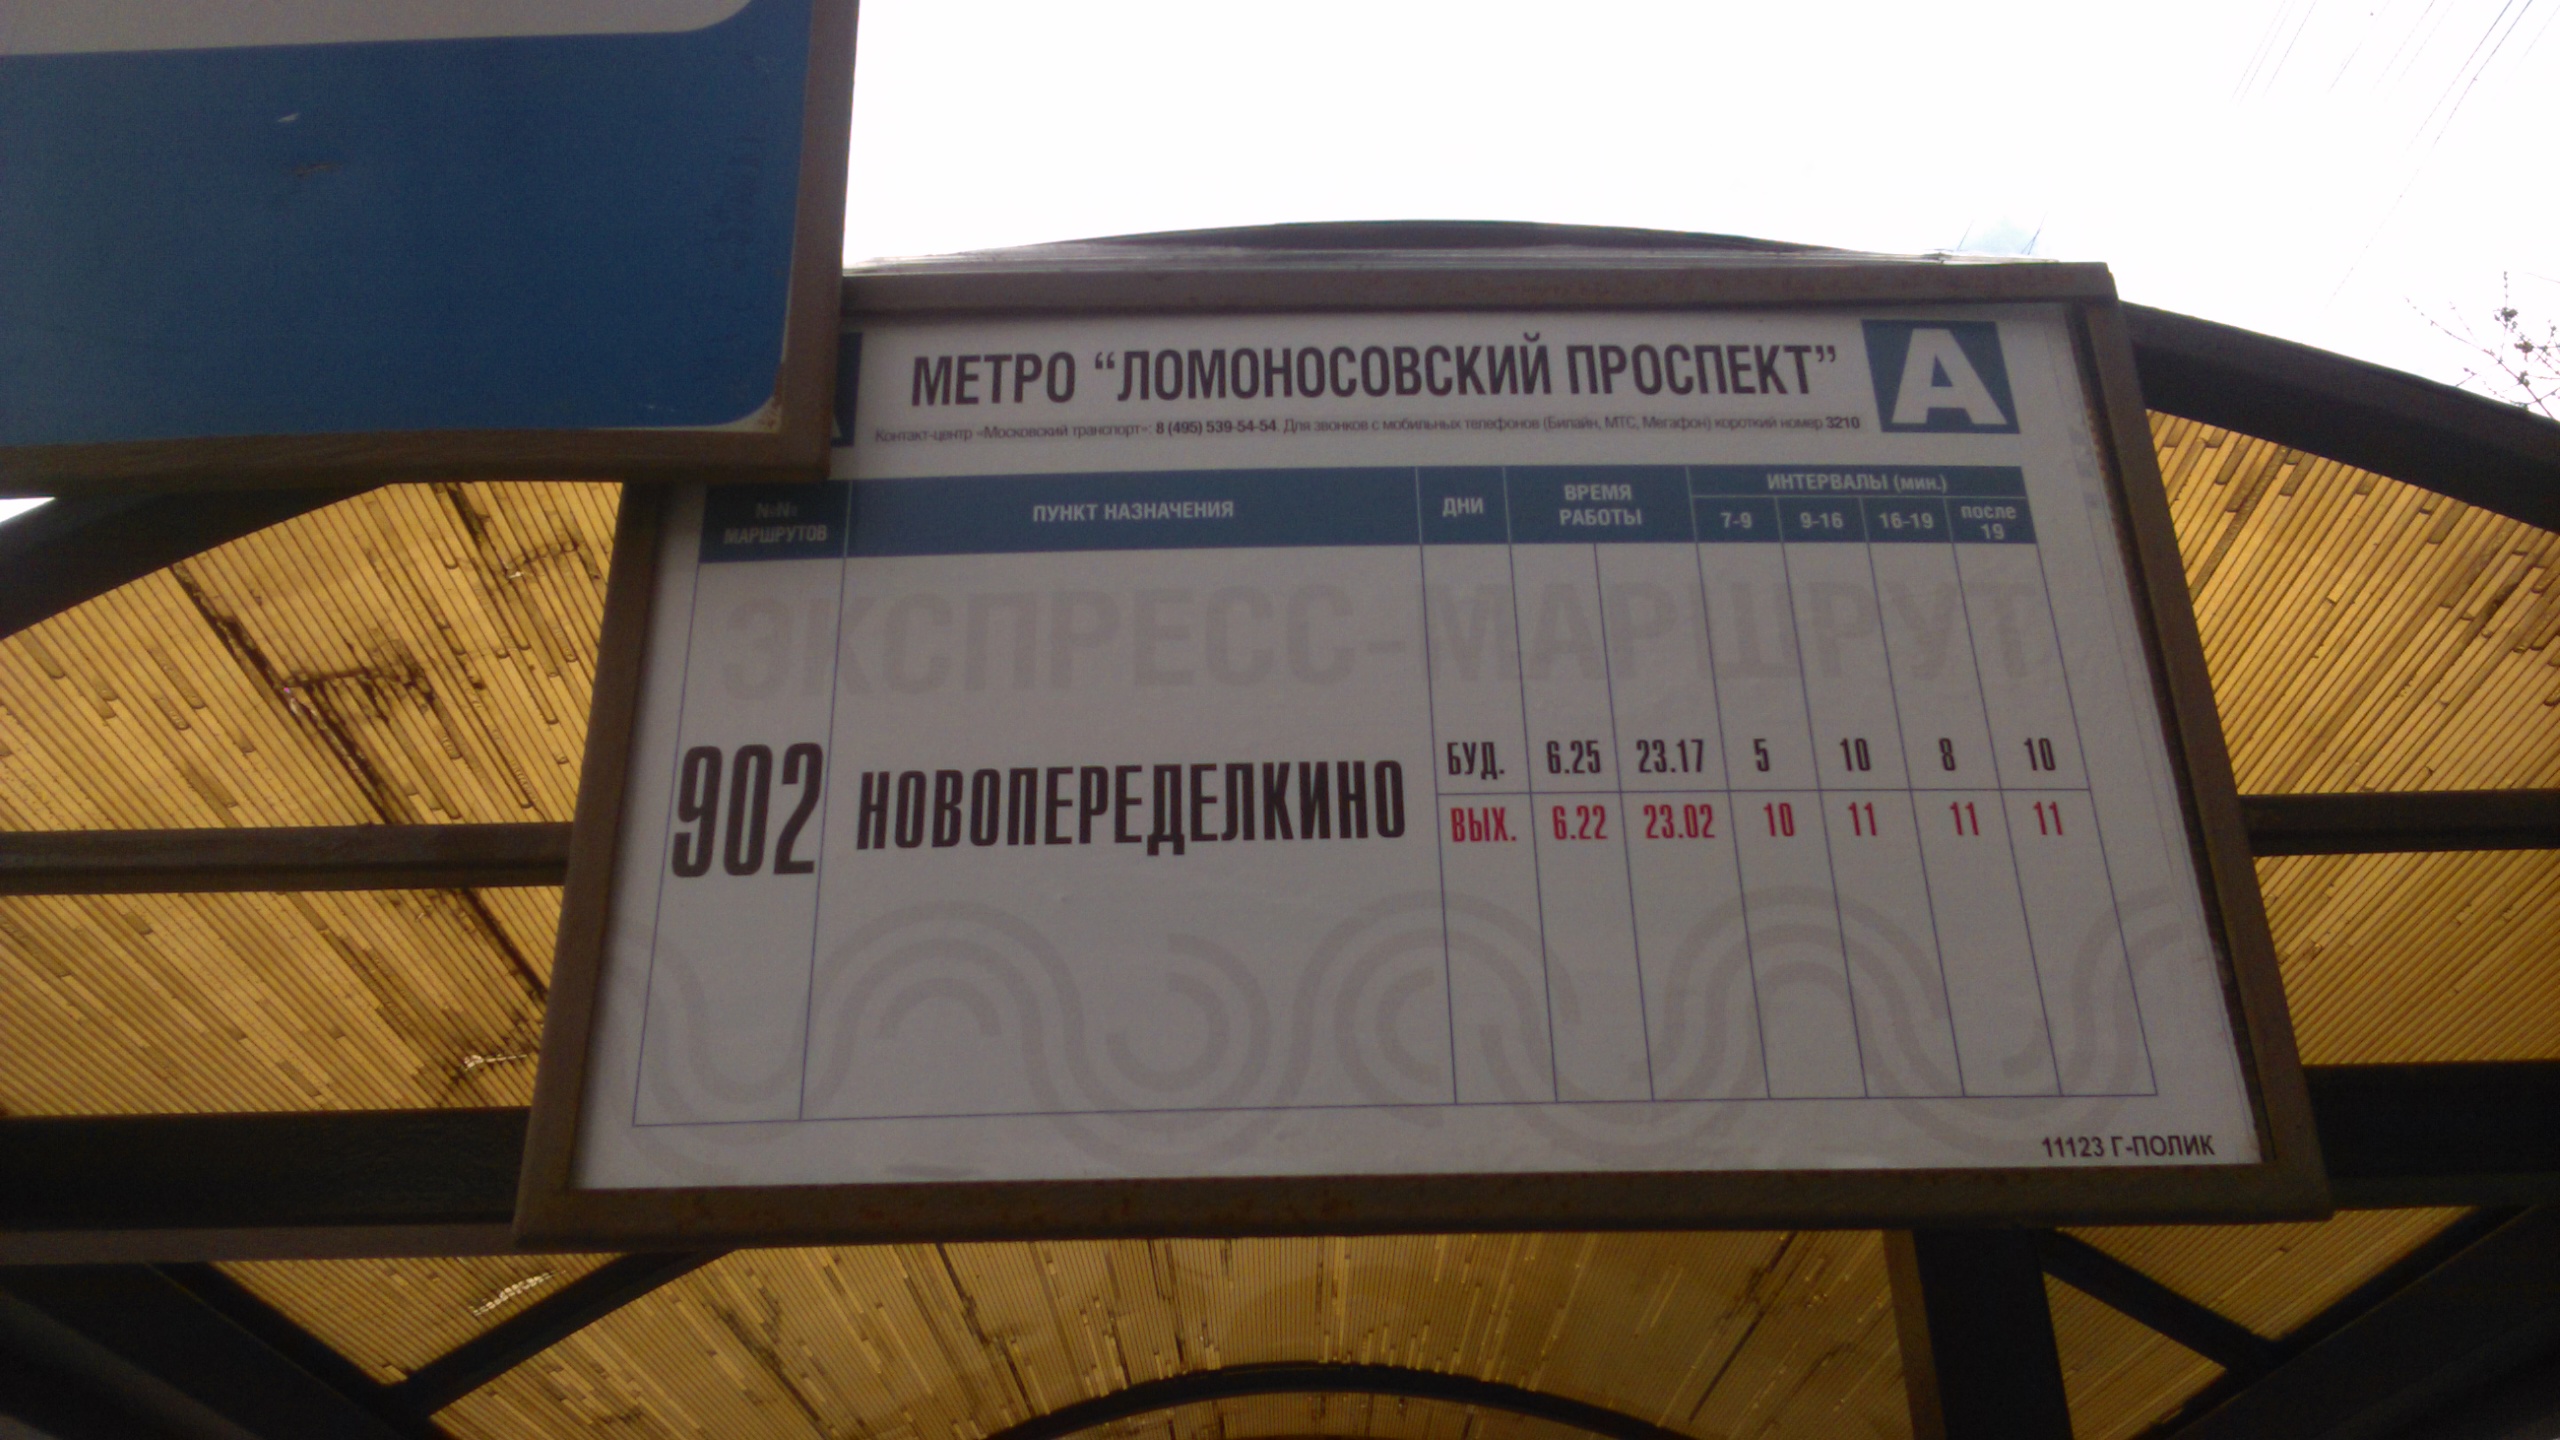 МЕТРО “ЛОМОНОСОВСКИЙ ПРОСПЕКТ” А
Контакт-центр «Московский транспорт»: 8 (495) 539-54-54. Для звонков с мобильных телефонов (Билайн, МТС, Мегафон) короткий номер 3210
№№ МАРШРУТОВ ПУНКТ НАЗНАЧЕНИЯ ДНИ ВРЕМЯ РАБОТЫ ИНТЕРВАЛЫ (мин.)
7-9 9-16 16-19 после 19
ЭКСПРЕСС-МАРШРУТ
902 НОВОПЕРЕДЕЛКИНО БУД. 6.25 23.17 5 10 8 10
ВЫХ. 6.22 23.02 10 11 11 11
11123 Г-ПОЛИК